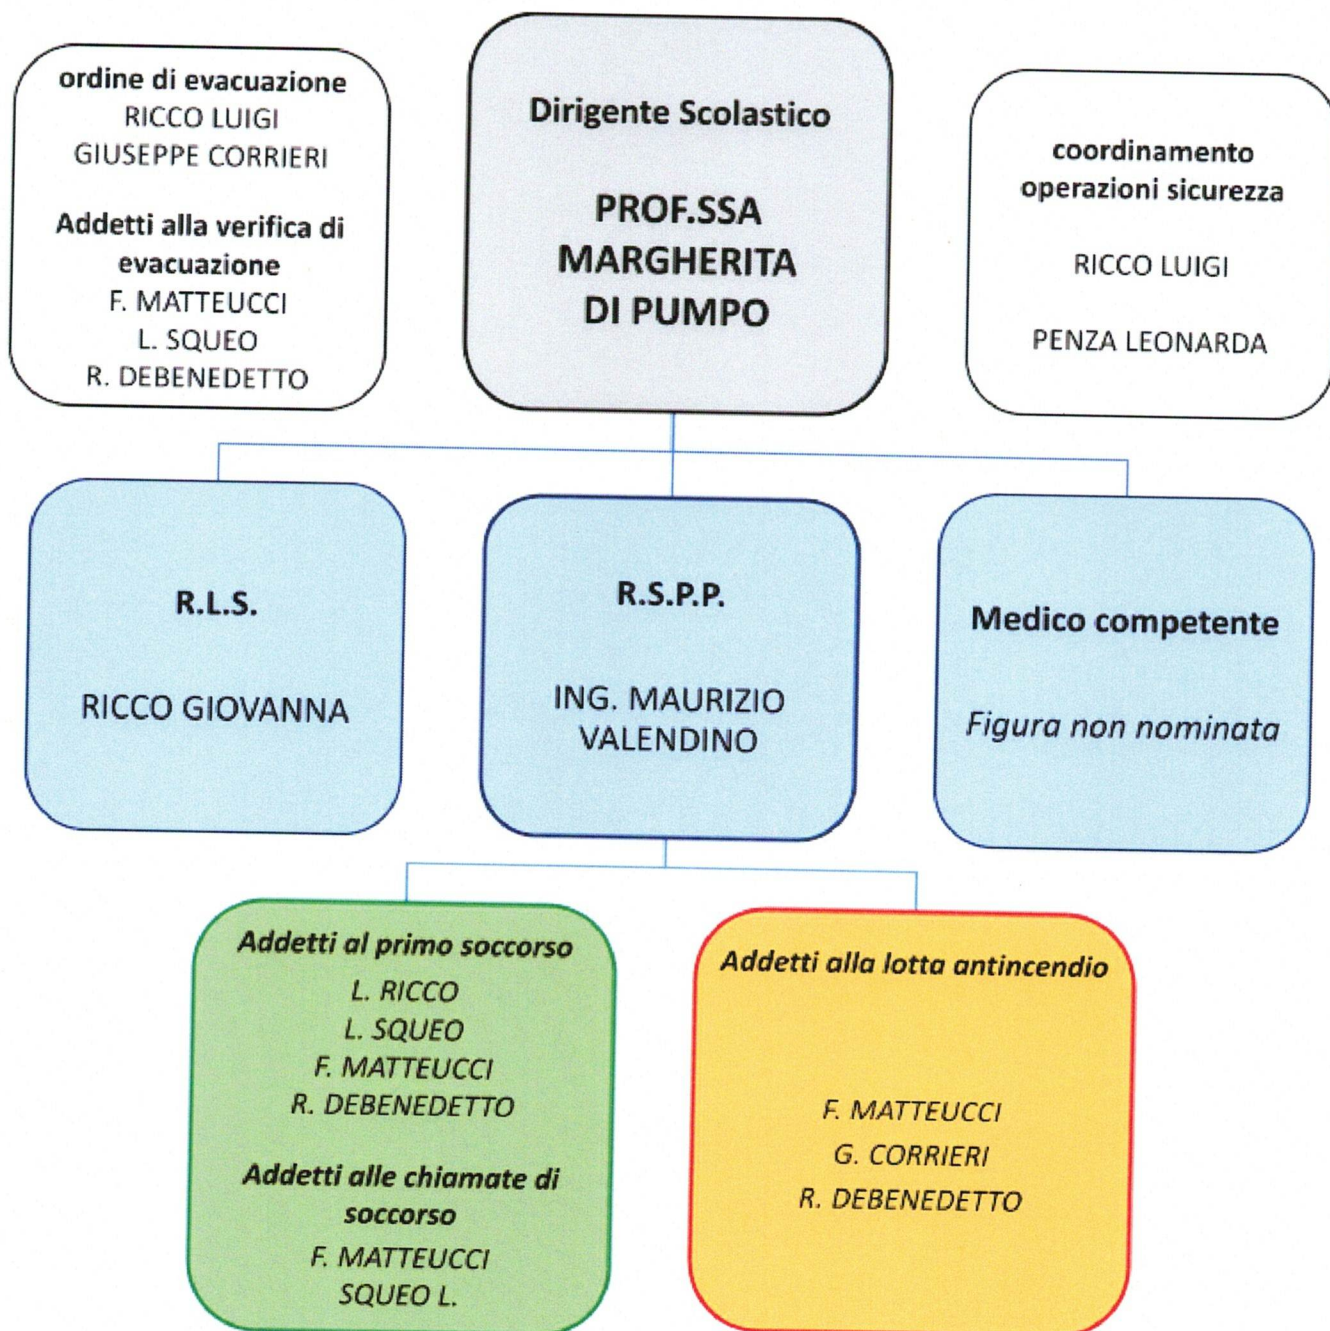 ordine di evacuazione
RICCO LUIGI
GIUSEPPE CORRIERI
Addetti alla verifica di
evacuazione
F. MATTEUCCI
L. SQUEO
R. DEBENEDETTO
Dirigente Scolastico
PROF.SSA
MARGHERITA
DI PUMPO
coordinamento
operazioni sicurezza
RICCO LUIGI
PENZA LEONARDA
R.L.S.
RICCO GIOVANNA
R.S.P.P.
ING. MAURIZIO
VALENDINO
Medico competente
Figura non nominata
Addetti al primo soccorso
L. RICCO
L. SQUEO
F. MATTEUCCI
R. DEBENEDETTO
Addetti alle chiamate di
soccorso
F. MATTEUCCI
SQUEO L.
Addetti alla lotta antincendio
F. MATTEUCCI
G. CORRIERI
R. DEBENEDETTO